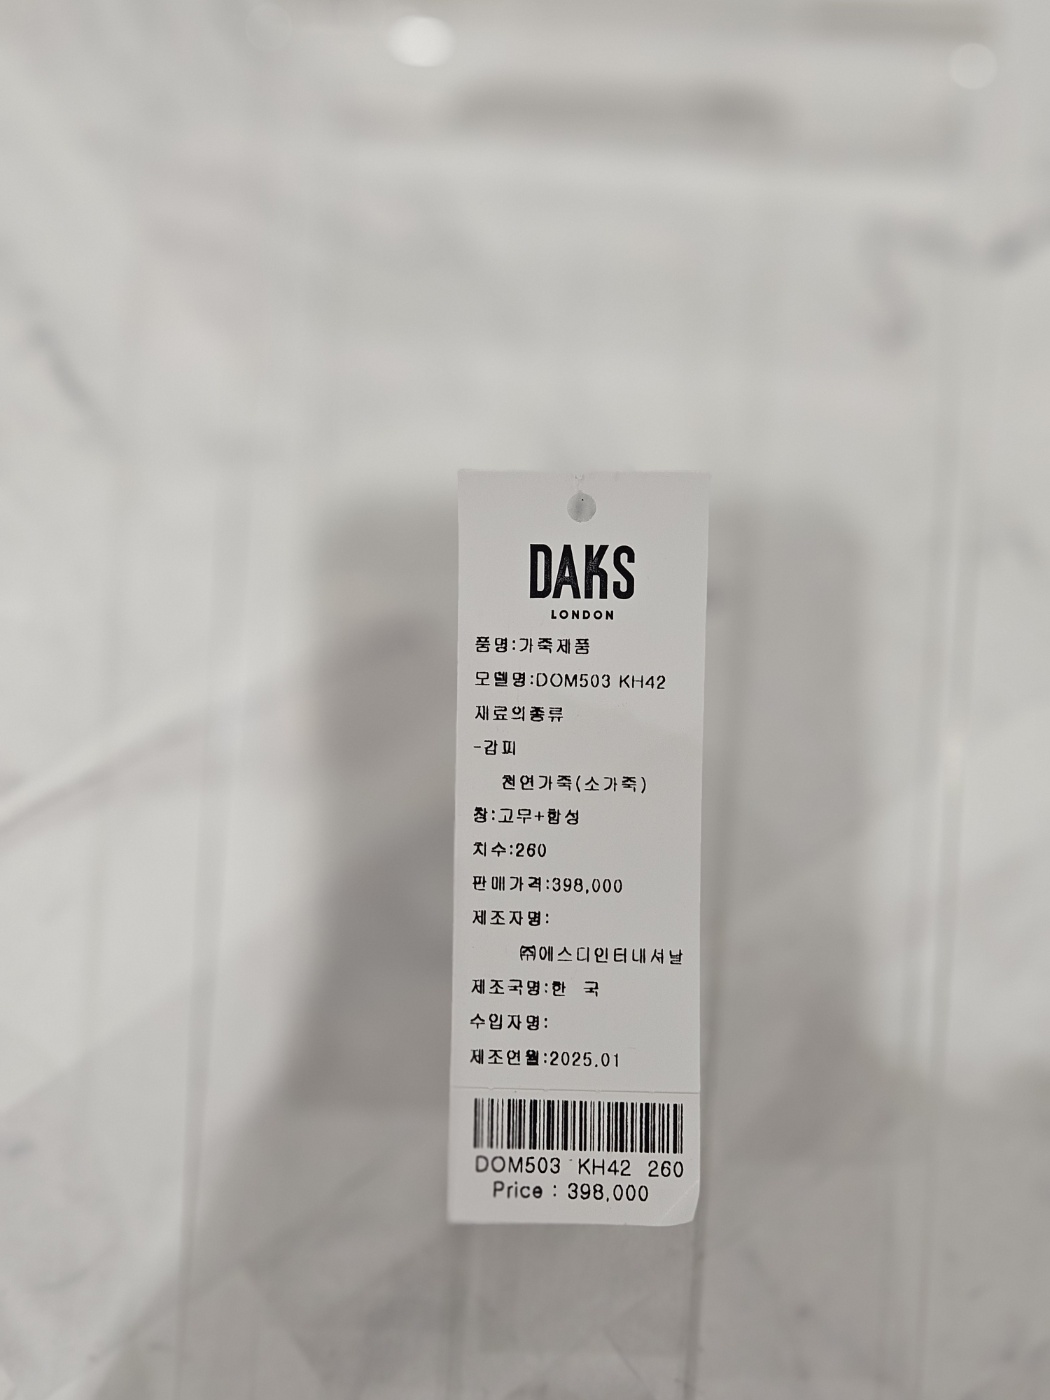 DAKS
LONDON
품명:가죽제품
모델명:DOM503 KH42
재료의종류
-갑피
천연가죽(소가죽)
창:고무+합성
치수:260
판매가격:398,000
제조자명:
㈜에스디인터내셔날
제조국명:한 국
수입자명:
제조연월:2025.01
DOM503 KH42 260
Price : 398,000